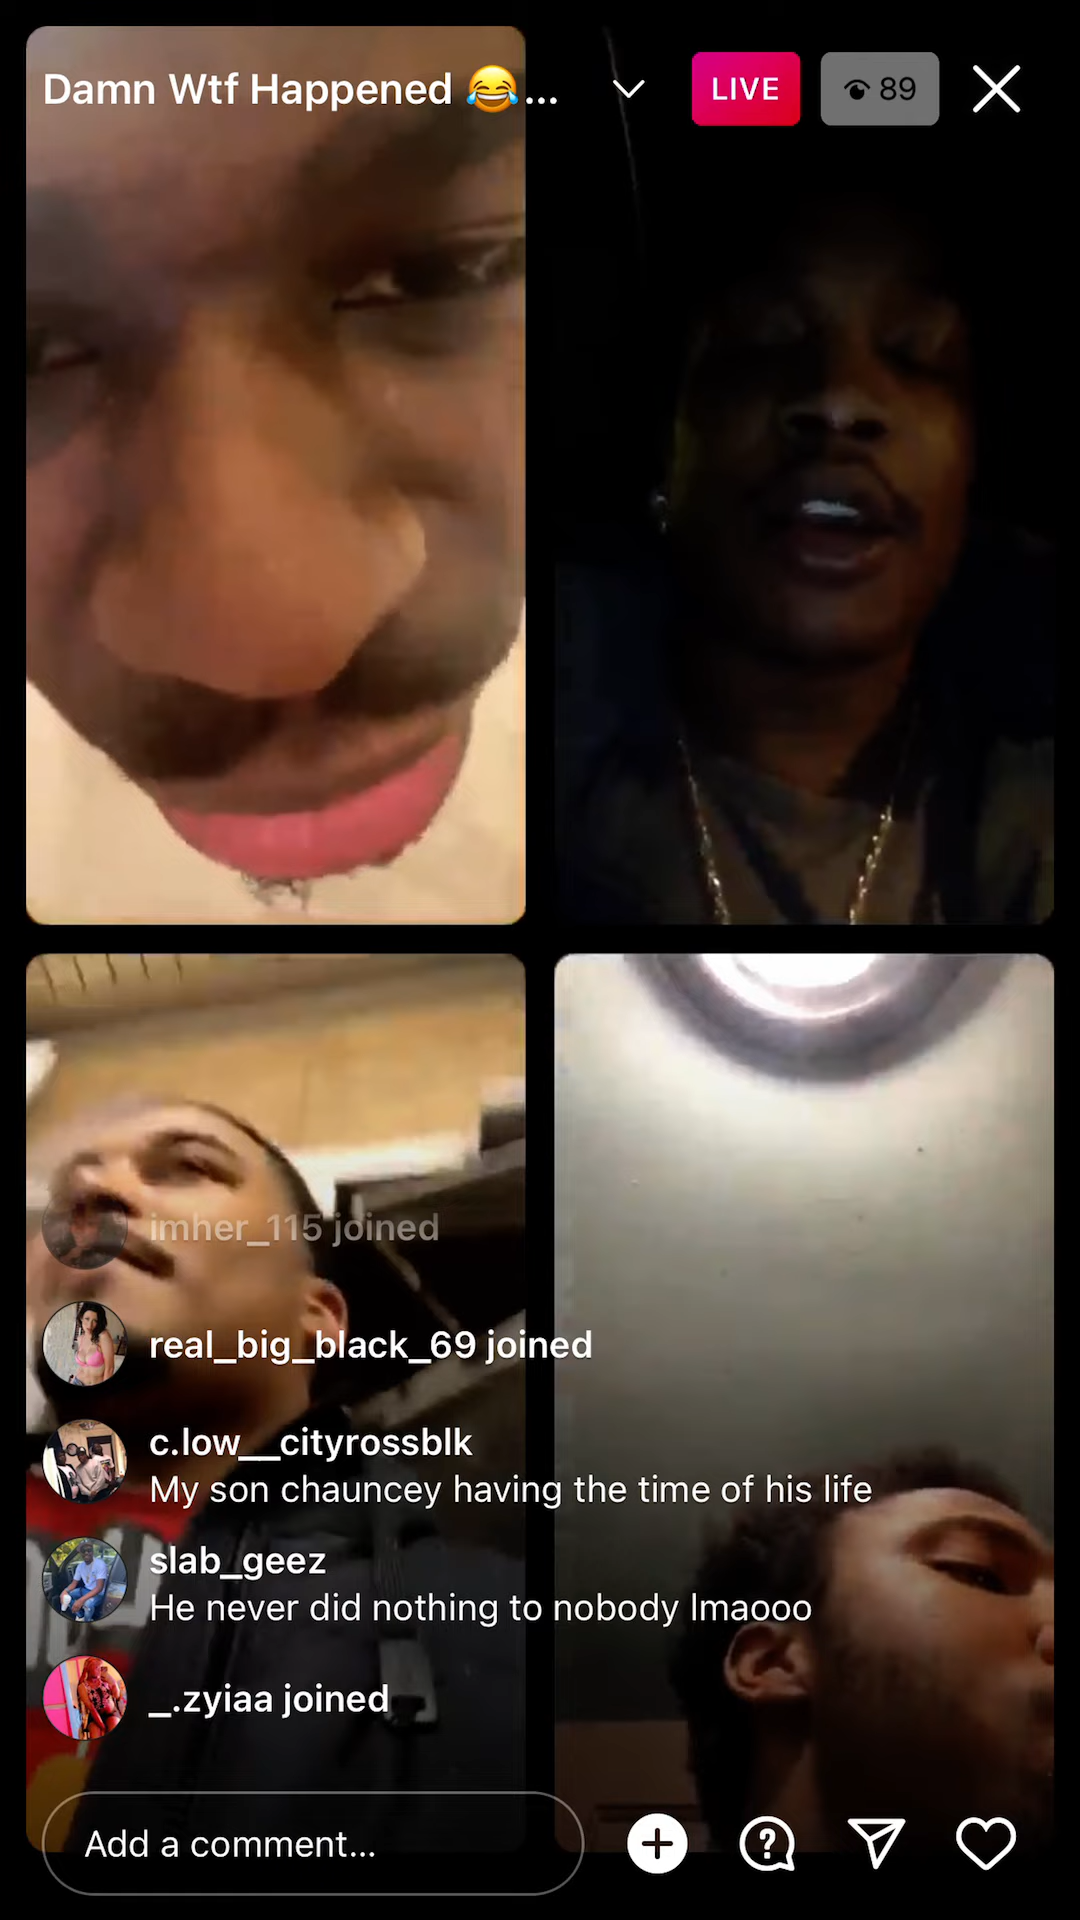 Damn Wtf Happened 😂...
LIVE
89
imher_115 joined
real_big_black_69 joined
c.low__cityrossblk
My son chauncey having the time of his life
slab_geez
He never did nothing to nobody lmaooo
_.zyiaa joined
Add a comment...